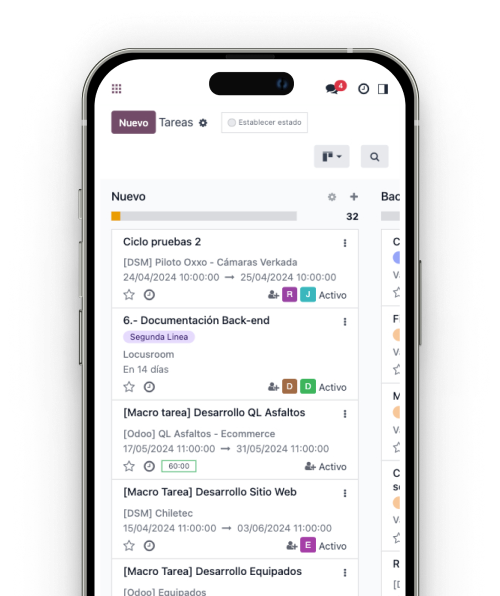 4
Nuevo Tareas Establecer estado
Nuevo
32
Ciclo pruebas 2
[DSM] Piloto Oxxo - Cámaras Verkada
24/04/2024 10:00:00 → 25/04/2024 10:00:00
R J Activo
6.- Documentación Back-end
Segunda Linea
Locusroom
En 14 días
D D Activo
[Macro tarea] Desarrollo QL Asfaltos
[Odoo] QL Asfaltos - Ecommerce
17/05/2024 11:00:00 → 31/05/2024 11:00:00
60:00 Activo
[Macro Tarea] Desarrollo Sitio Web
[DSM] Chiletec
15/04/2024 11:00:00 → 03/06/2024 11:00:00
E Activo
[Macro Tarea] Desarrollo Equipados
[Odoo] Equipados
Bac